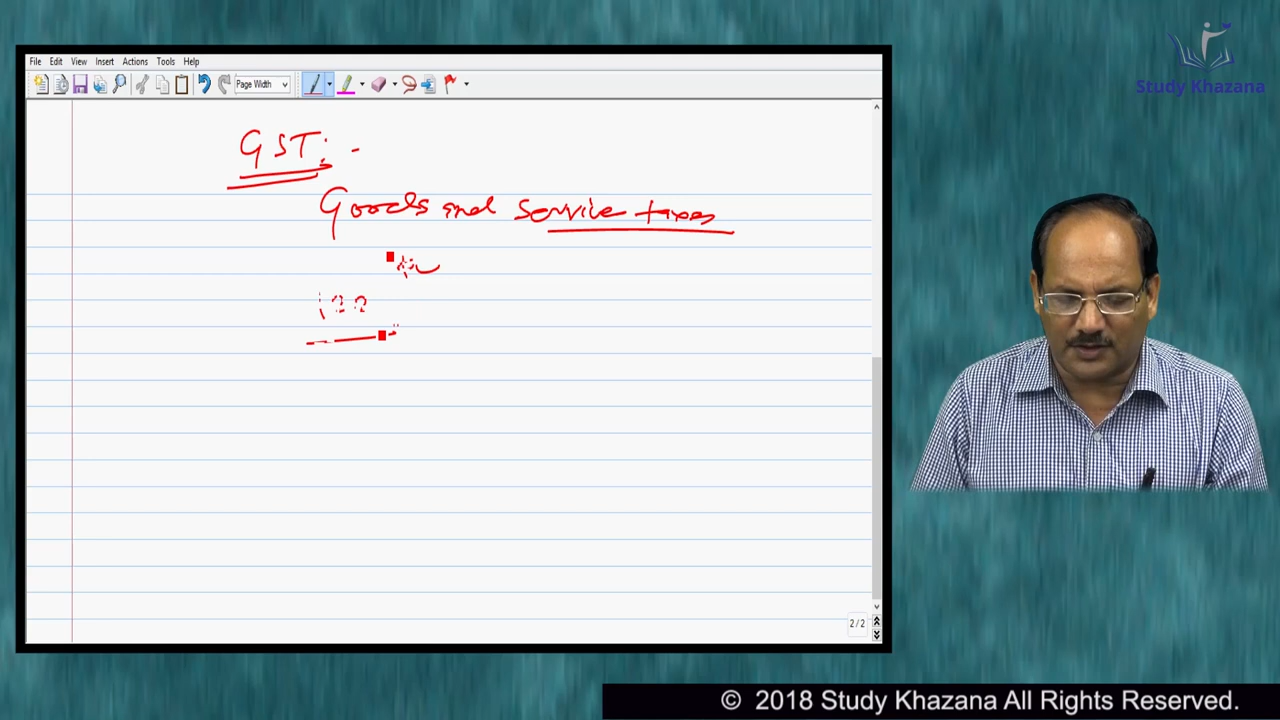 Study Khazana
File Edit View Insert Actions Tools Help
Page Width
GST: -
Goods and Service taxes
2/2
© 2018 Study Khazana All Rights Reserved.